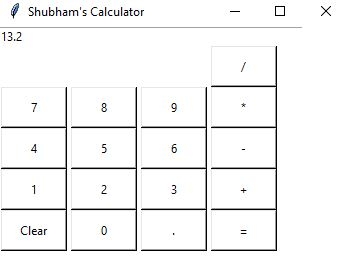 Shubham's Calculator
13.2
/
7 8 9 *
4 5 6 -
1 2 3 +
Clear 0 . =